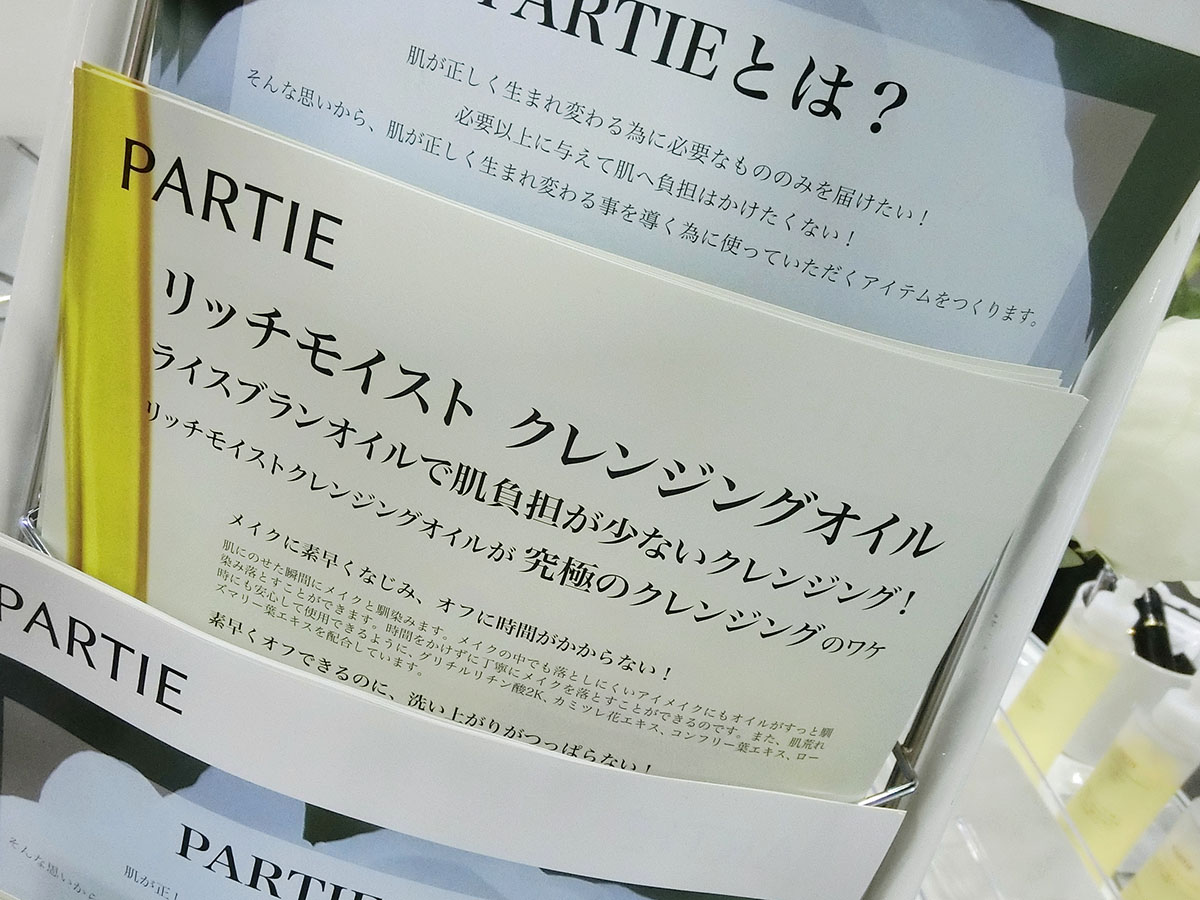 PARTIEとは？
肌が正しく生まれ変わる為に必要なもののみを届けたい！
必要以上に与えて肌へ負担はかけたくない！
そんな思いから、肌が正しく生まれ変わる事を導く為に使っていただくアイテムをつくります。
PARTIE
リッチモイスト クレンジングオイル
ライスブランオイルで肌負担が少ないクレンジング！
リッチモイストクレンジングオイルが 究極のクレンジングのワケ
メイクに素早くなじみ、オフに時間がかからない！
肌にのせた瞬間にメイクと馴染みます。メイクの中でも落としにくいアイメイクにもオイルがすっと馴
染み落とすことができます。時間をかけずに丁寧にメイクを落とすことができるのです。また、肌荒れ
時にも安心して使用できるように、グリチルリチン酸2K、カミツレ花エキス、コンフリー葉エキス、ロー
ズマリー葉エキスを配合しています。
素早くオフできるのに、洗い上がりがつっぱらない！
PARTIE
PARTIE
肌が正
そんな思いから